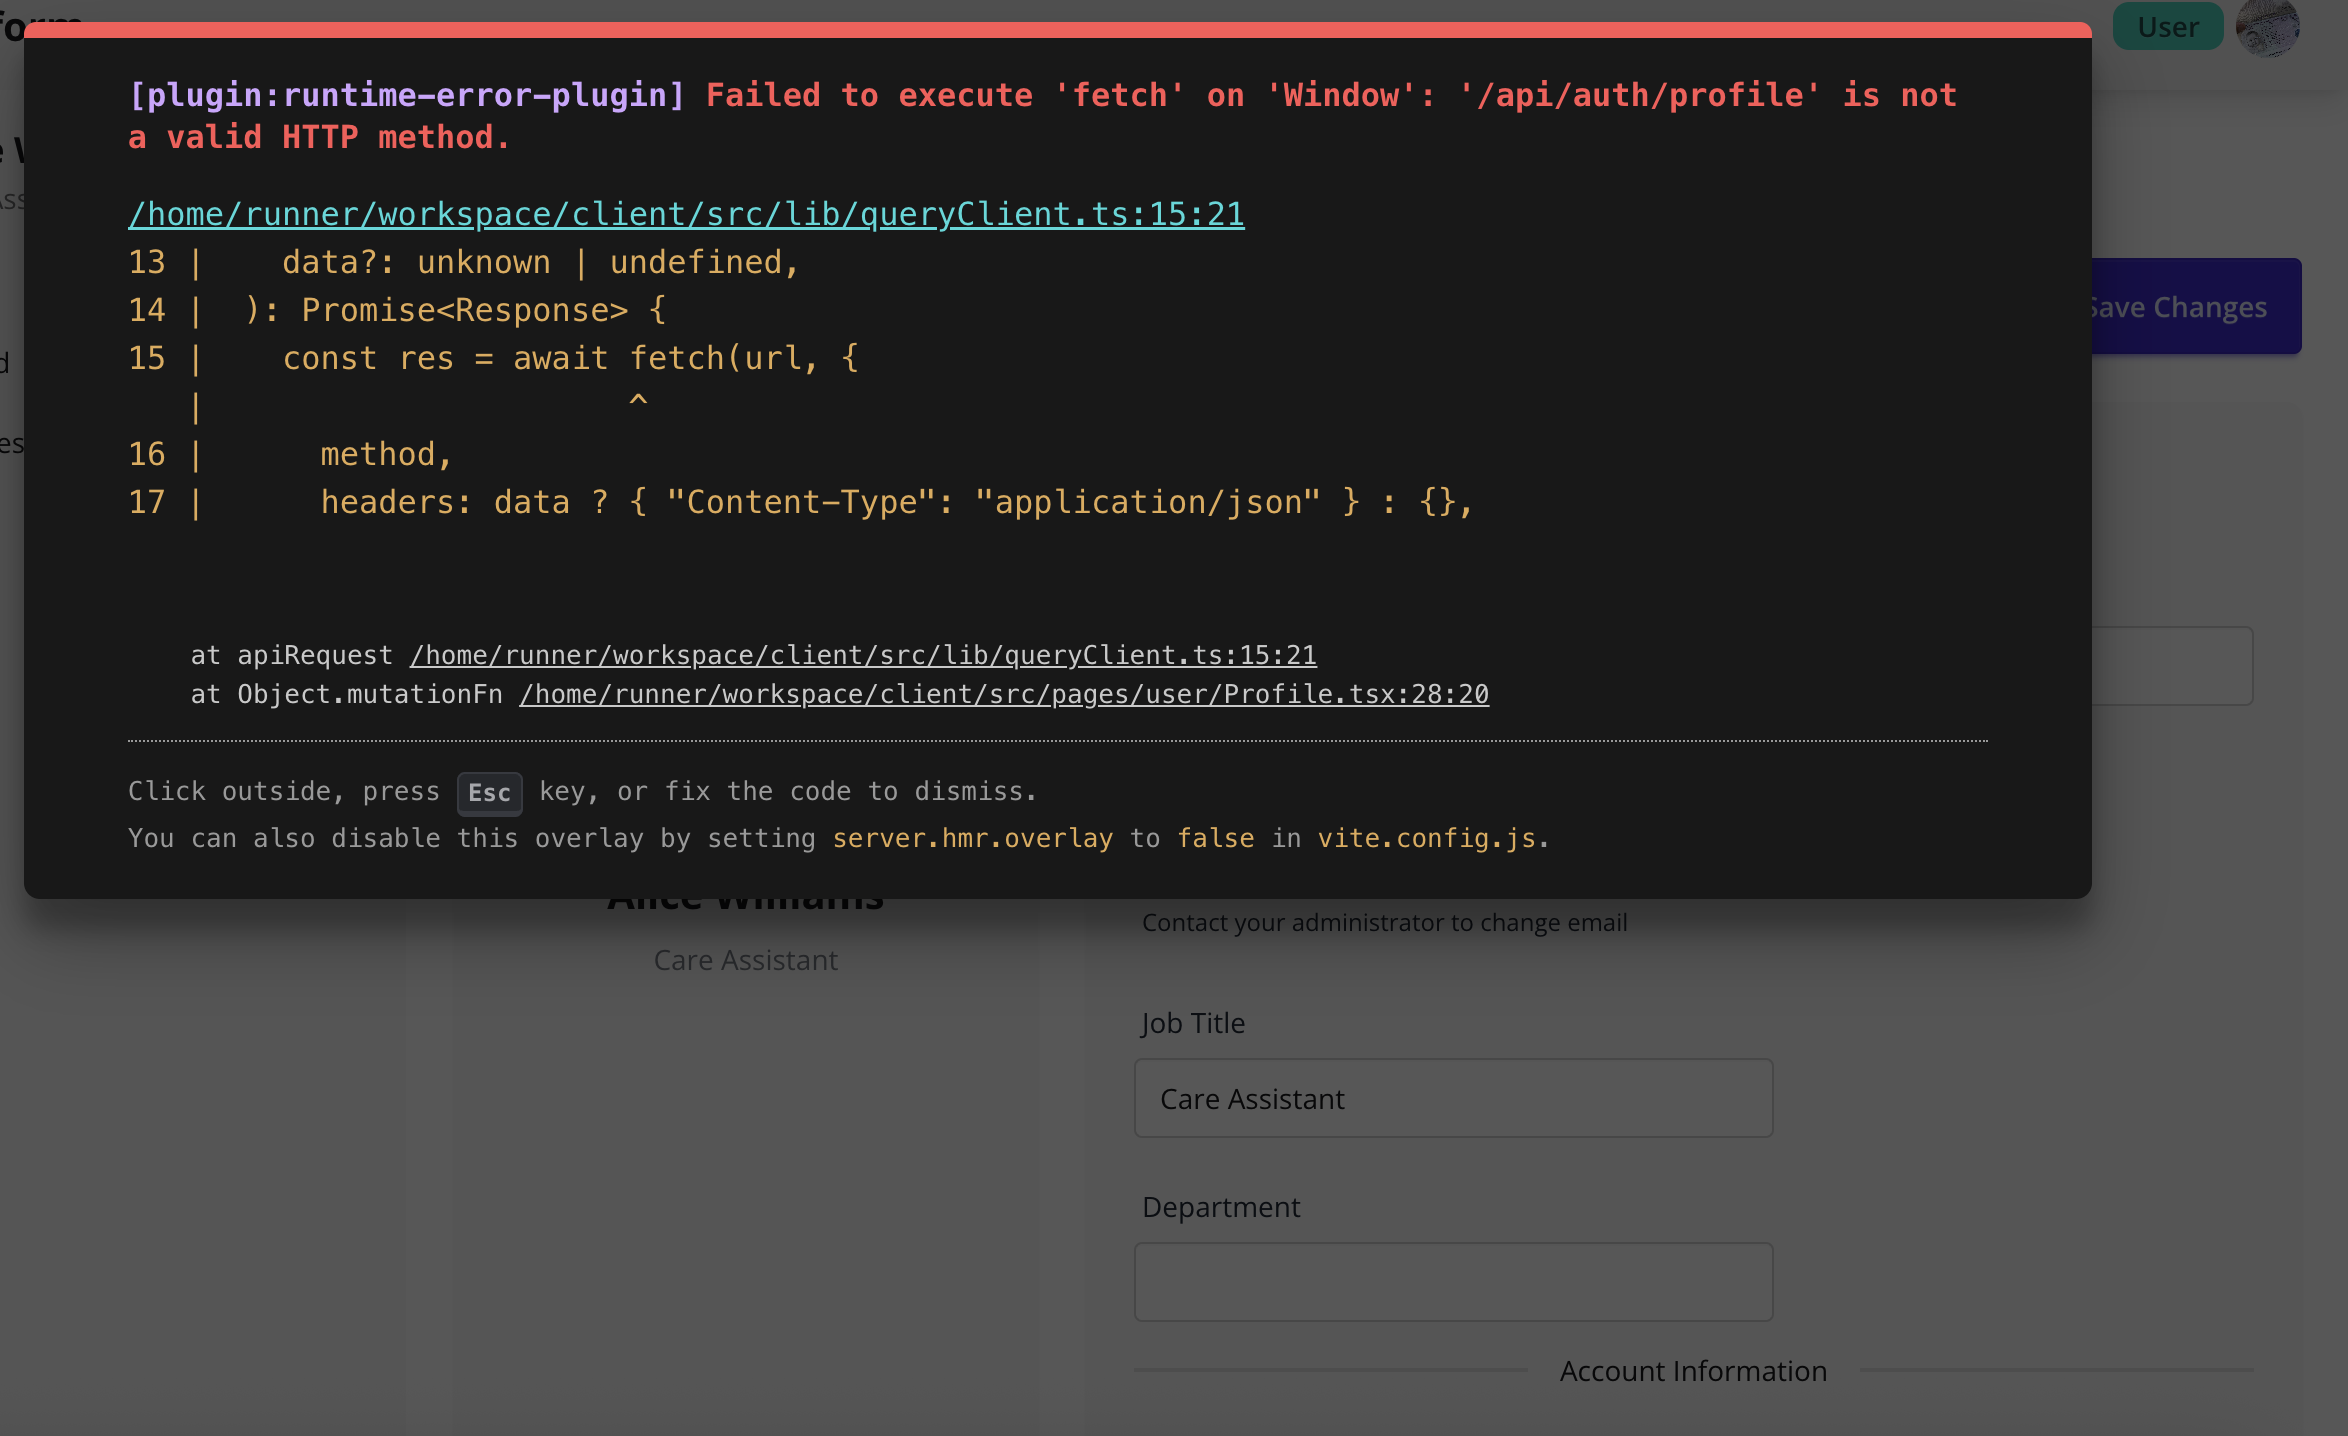 User
[plugin:runtime-error-plugin] Failed to execute 'fetch' on 'Window': '/api/auth/profile' is not
a valid HTTP method.
/home/runner/workspace/client/src/lib/queryClient.ts:15:21
13 |    data?: unknown | undefined,
14 |  ): Promise<Response> {
15 |    const res = await fetch(url, {
   |                      ^
16 |      method,
17 |      headers: data ? { "Content-Type": "application/json" } : {},
Save Changes
at apiRequest /home/runner/workspace/client/src/lib/queryClient.ts:15:21
at Object.mutationFn /home/runner/workspace/client/src/pages/user/Profile.tsx:28:20
Click outside, press Esc key, or fix the code to dismiss.
You can also disable this overlay by setting server.hmr.overlay to false in vite.config.js.
Alice Williams
Care Assistant
Contact your administrator to change email
Job Title
Care Assistant
Department
Account Information